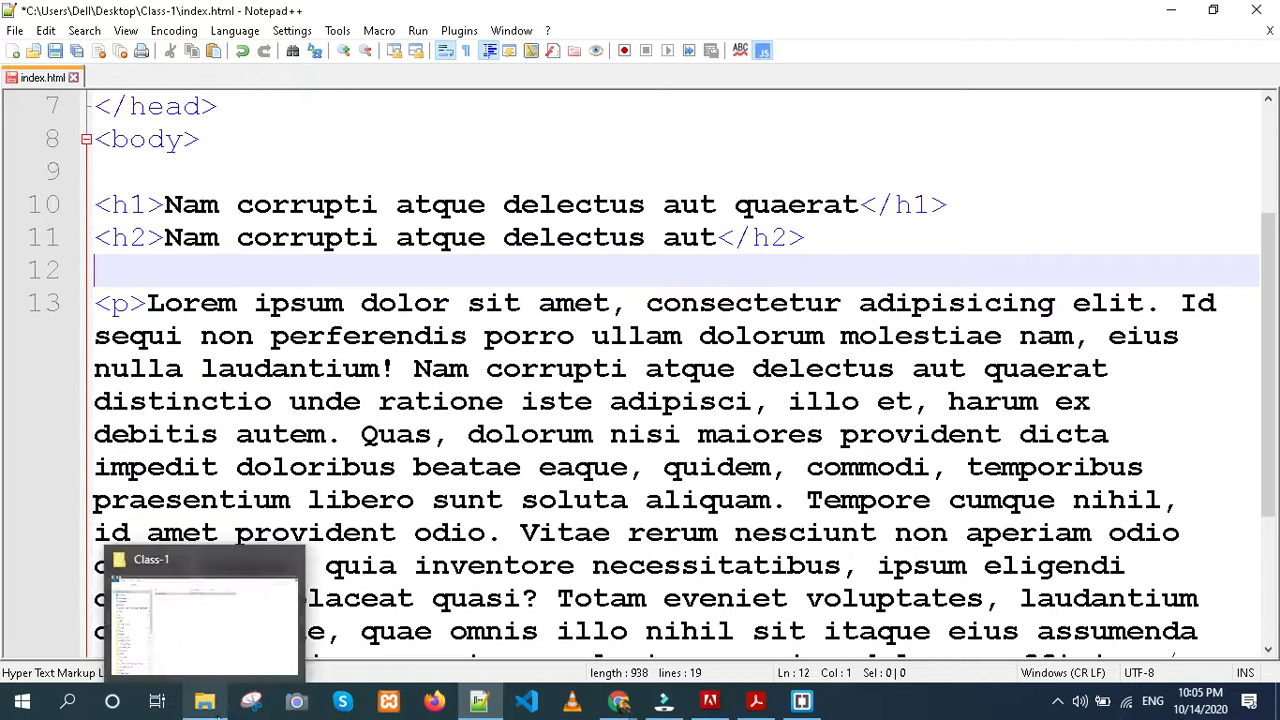 *C:\Users\Dell\Desktop\Class-1\index.html - Notepad++
File Edit Search View Encoding Language Settings Tools Macro Run Plugins Window ?
X
index.html
7 </head>
8 <body>
9
10 <h1>Nam corrupti atque delectus aut quaerat</h1>
11 <h2>Nam corrupti atque delectus aut</h2>
12
13 <p>Lorem ipsum dolor sit amet, consectetur adipisicing elit. Id
sequi non perferendis porro ullam dolorum molestiae nam, eius
nulla laudantium! Nam corrupti atque delectus aut quaerat
distinctio unde ratione iste adipisci, illo et, harum ex
debitis autem. Quas, dolorum nisi maiores provident dicta
impedit doloribus beatae eaque, quidem, commodi, temporibus
praesentium libero sunt soluta aliquam. Tempore cumque nihil,
id amet provident odio. Vitae rerum nesciunt non aperiam odio
quia inventore necessitatibus, ipsum eligendi
placeat quasi? Totam eveniet voluptates, laudantium
quae omnis illo nihil sit itaque eius assumenda
Class-1
Hyper Text Markup L
length : 938 lines : 19
Ln : 12 Col : 1 Sel : 0 | 0
Windows (CR LF)
UTF-8
INS
ENG
10:05 PM
10/14/2020